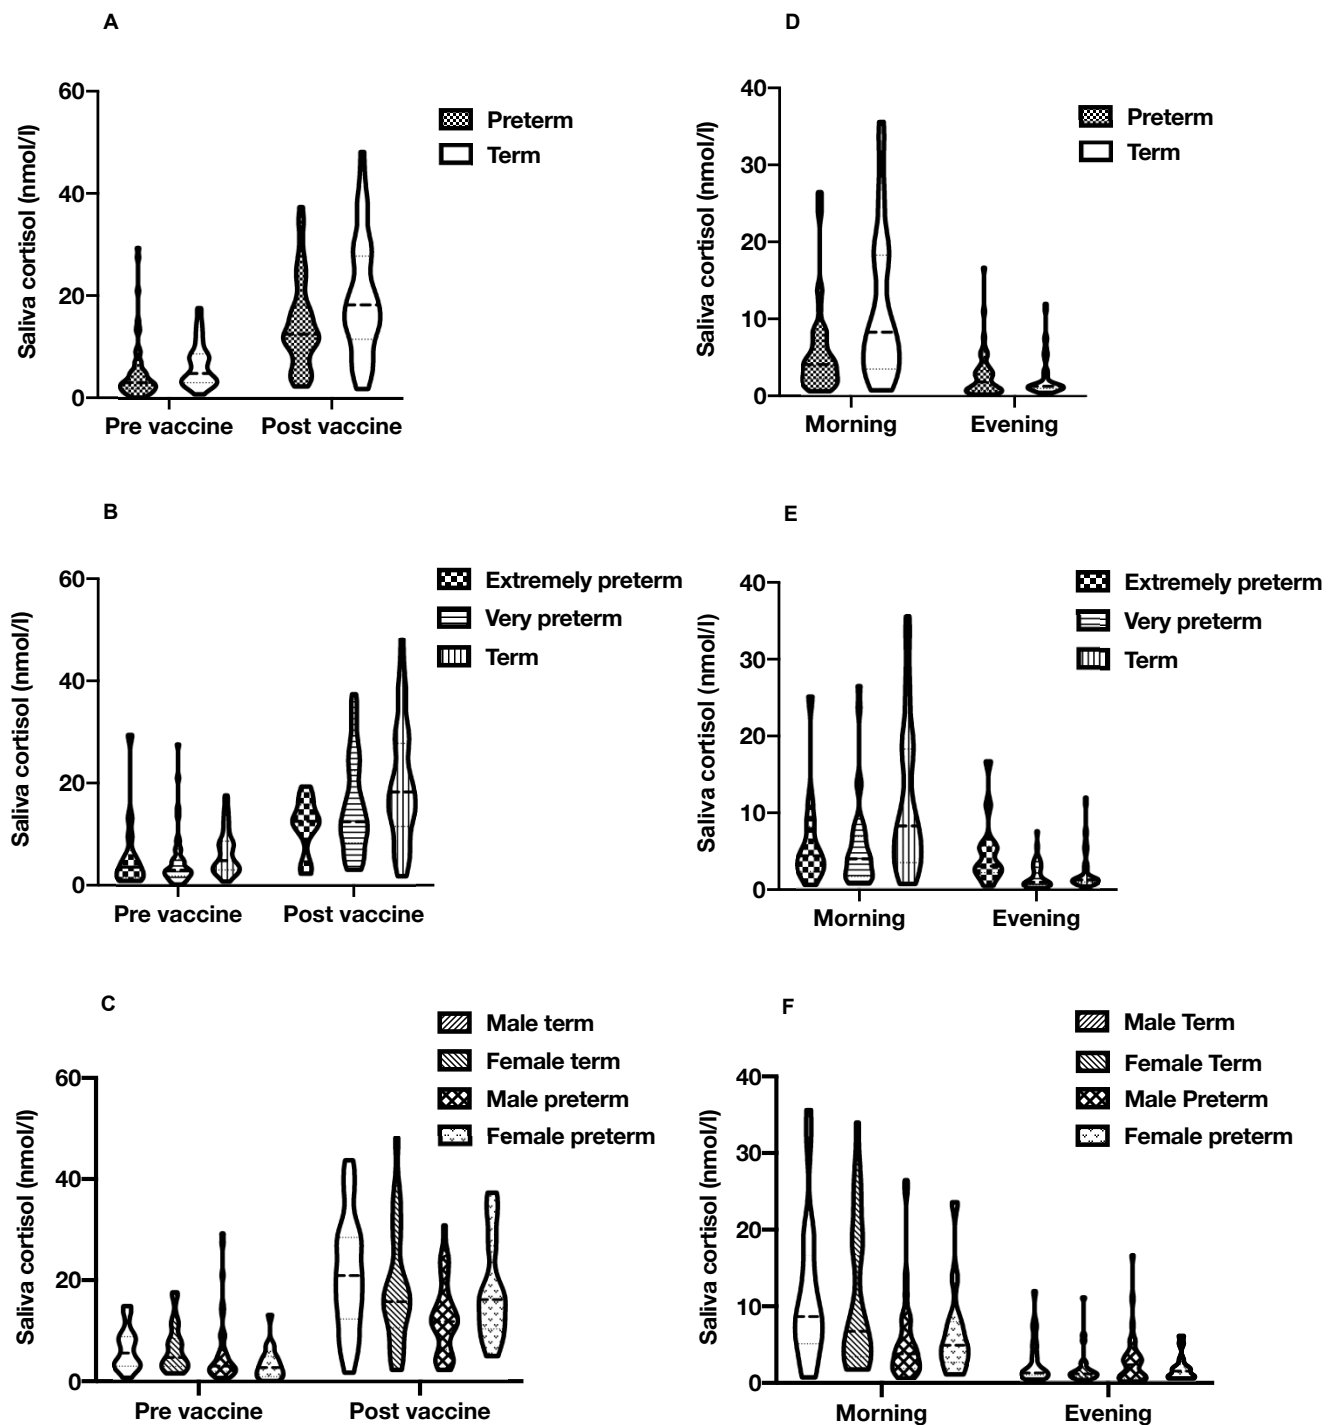 A
Saliva cortisol (nmol/l)
60
40
20
0
Pre vaccine Post vaccine
Preterm
Term
D
Saliva cortisol (nmol/l)
40
30
20
10
0
Morning Evening
Preterm
Term
B
Saliva cortisol (nmol/l)
60
40
20
0
Pre vaccine Post vaccine
Extremely preterm
Very preterm
Term
E
Saliva cortisol (nmol/l)
40
30
20
10
0
Morning Evening
Extremely preterm
Very preterm
Term
C
Saliva cortisol (nmol/l)
60
40
20
0
Pre vaccine Post vaccine
Male term
Female term
Male preterm
Female preterm
F
Saliva cortisol (nmol/l)
40
30
20
10
0
Morning Evening
Male Term
Female Term
Male Preterm
Female preterm